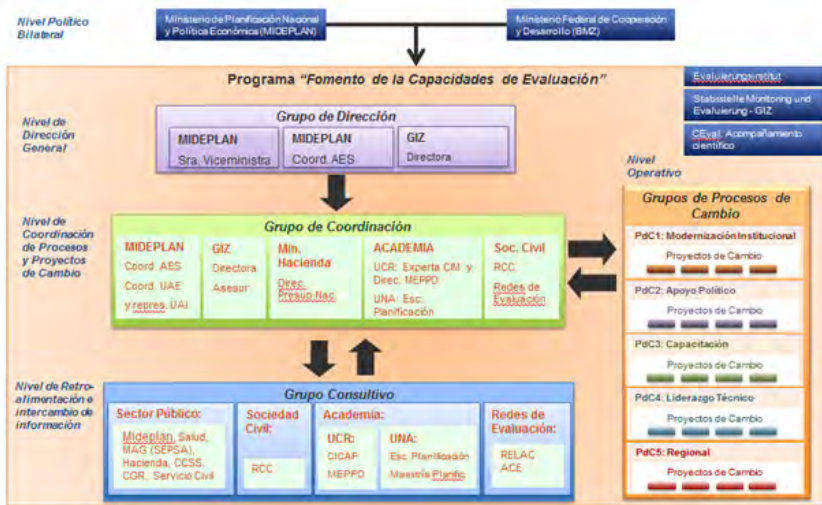 Nivel Político
Bilateral
Ministerio de Planificación Nacional
y Política Económica (MIDEPLAN)
Ministerio Federal de Cooperación
y Desarrollo (BMZ)
Programa “Fomento de la Capacidades de Evaluación”
Evaluierungsinstitut
Stabsstelle Monitoring und
Evaluierung - GIZ
CEval: Acompañamiento
científico
Nivel de
Dirección
General
Grupo de Dirección
MIDEPLAN
Sra. Viceministra
MIDEPLAN
Coord. AES
GIZ
Directora
Nivel de
Coordinación
de Procesos
y Proyectos
de Cambio
Grupo de Coordinación
MIDEPLAN
Coord. AES
Coord. UAE
y repres. UAI
GIZ
Directora
Asesor
Min.
Hacienda
Direc.
Presup Nac.
ACADEMIA
UCR: Experta CIM y
Direc. MEPPD
UNA: Esc.
Planificación
Soc. Civil
RCC
Redes de
Evaluación
Nivel
Operativo
Grupos de Procesos de
Cambio
PdC1: Modernización Institucional
Proyectos de Cambio
PdC2: Apoyo Político
Proyectos de Cambio
PdC3: Capacitación
Proyectos de Cambio
PdC4: Liderazgo Técnico
Proyectos de Cambio
PdC5: Regional
Proyectos de Cambio
Nivel de Retro-
alimentación e
intercambio de
información
Grupo Consultivo
Sector Público:
Mideplan, Salud,
MAG (SEPSA),
Hacienda, CCSS,
CGR, Servicio Civil
Sociedad
Civil:
RCC
Academia:
UCR:
CICAP
MEPPD
UNA:
Esc. Planificación
Maestría Planific
Redes de
Evaluación:
RELAC
ACE